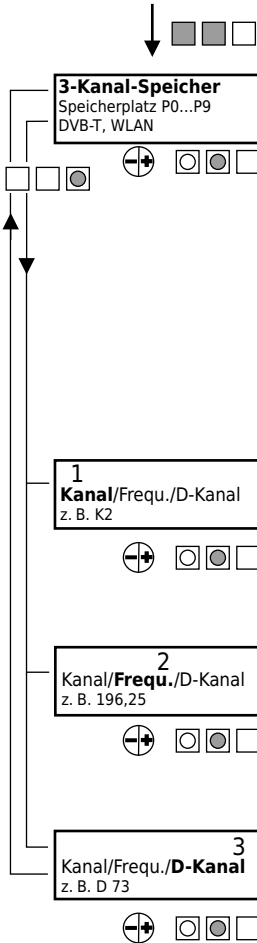 3-Kanal-Speicher
Speicherplatz P0...P9
DVB-T, WLAN
1
Kanal/Frequ./D-Kanal
z. B. K2
2
Kanal/Frequ./D-Kanal
z. B. 196,25
3
Kanal/Frequ./D-Kanal
z. B. D 73